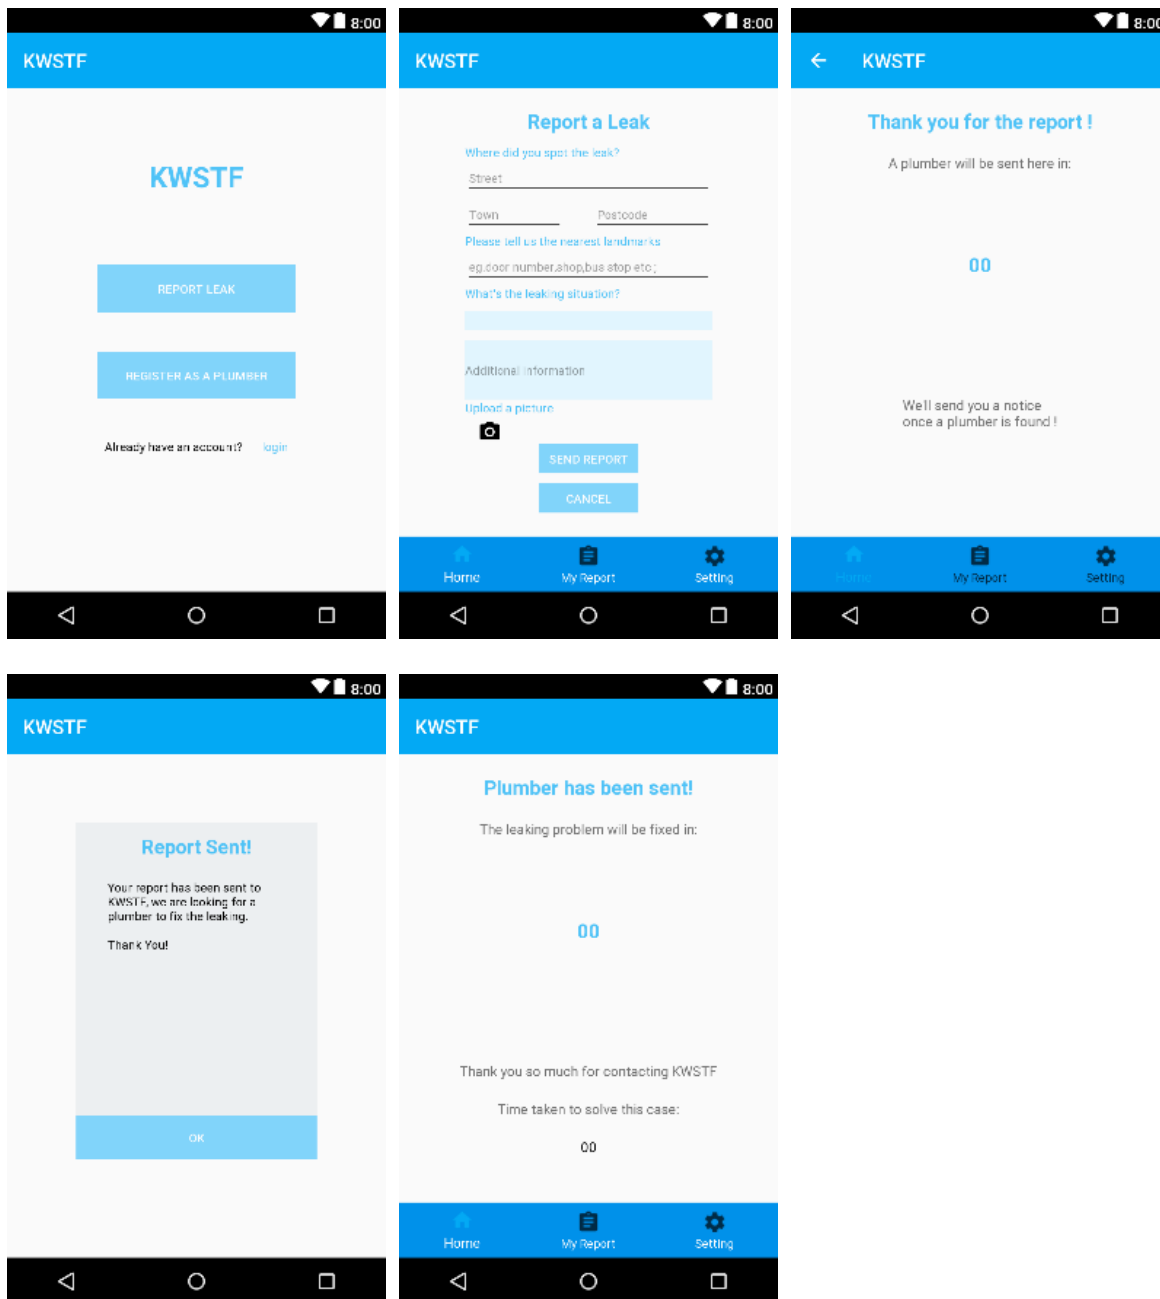 8:00
KWSTF
KWSTF
REPORT LEAK
REGISTER AS A PLUMBER
Already have an account? login
8:00
KWSTF
Report a Leak
Where did you spot the leak?
Street
Town Postcode
Please tell us the nearest landmarks
eg.door number,shop,bus stop etc.;
What's the leaking situation?
Additional information
Upload a picture
SEND REPORT
CANCEL
Home My Report Setting
8:00
KWSTF
Thank you for the report !
A plumber will be sent here in:
00
We'll send you a notice
once a plumber is found !
Home My Report Setting
8:00
KWSTF
Report Sent!
Your report has been sent to
KWSTF, we are looking for a
plumber to fix the leaking.
Thank You!
OK
8:00
KWSTF
Plumber has been sent!
The leaking problem will be fixed in:
00
Thank you so much for contacting KWSTF
Time taken to solve this case:
00
Home My Report Setting